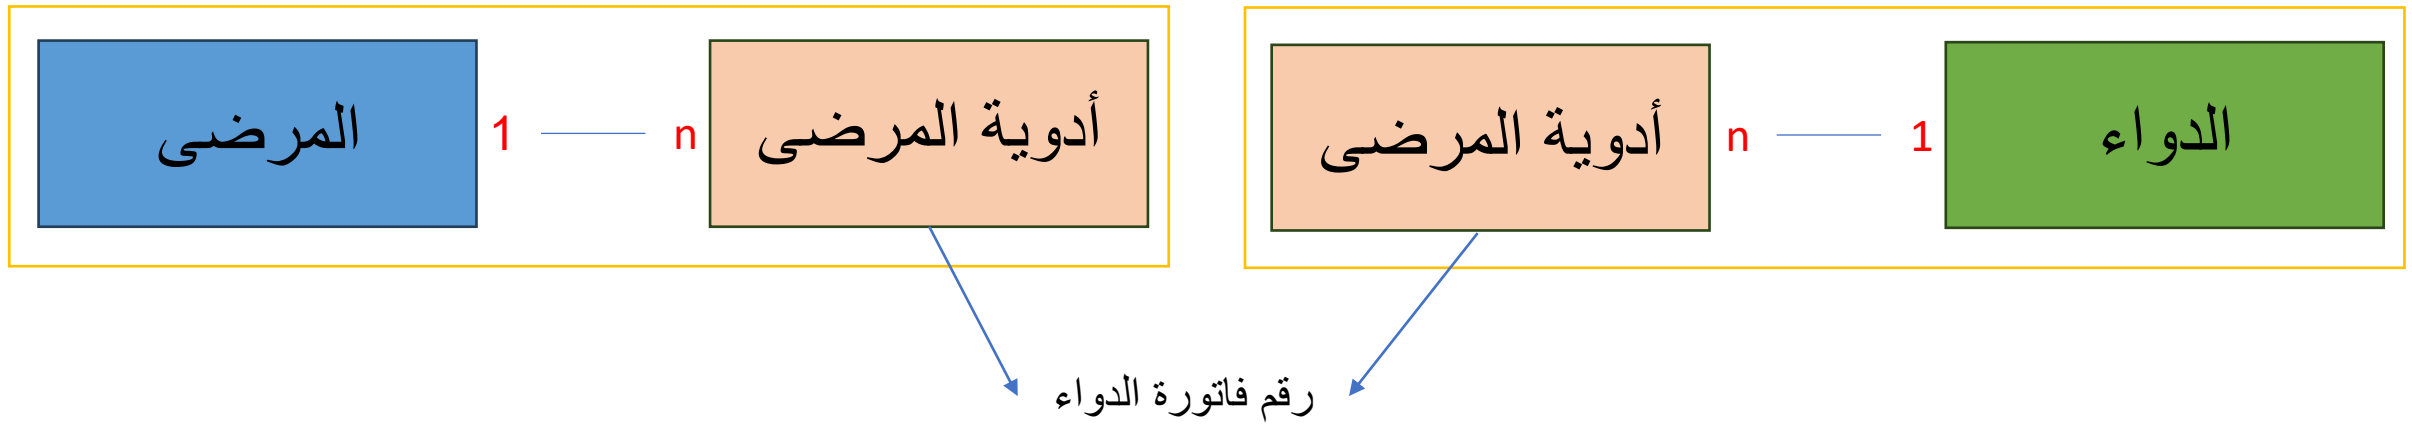 المرضى
1
n
أدوية المرضى
أدوية المرضى
n
1
الدواء
رقم فاتورة الدواء